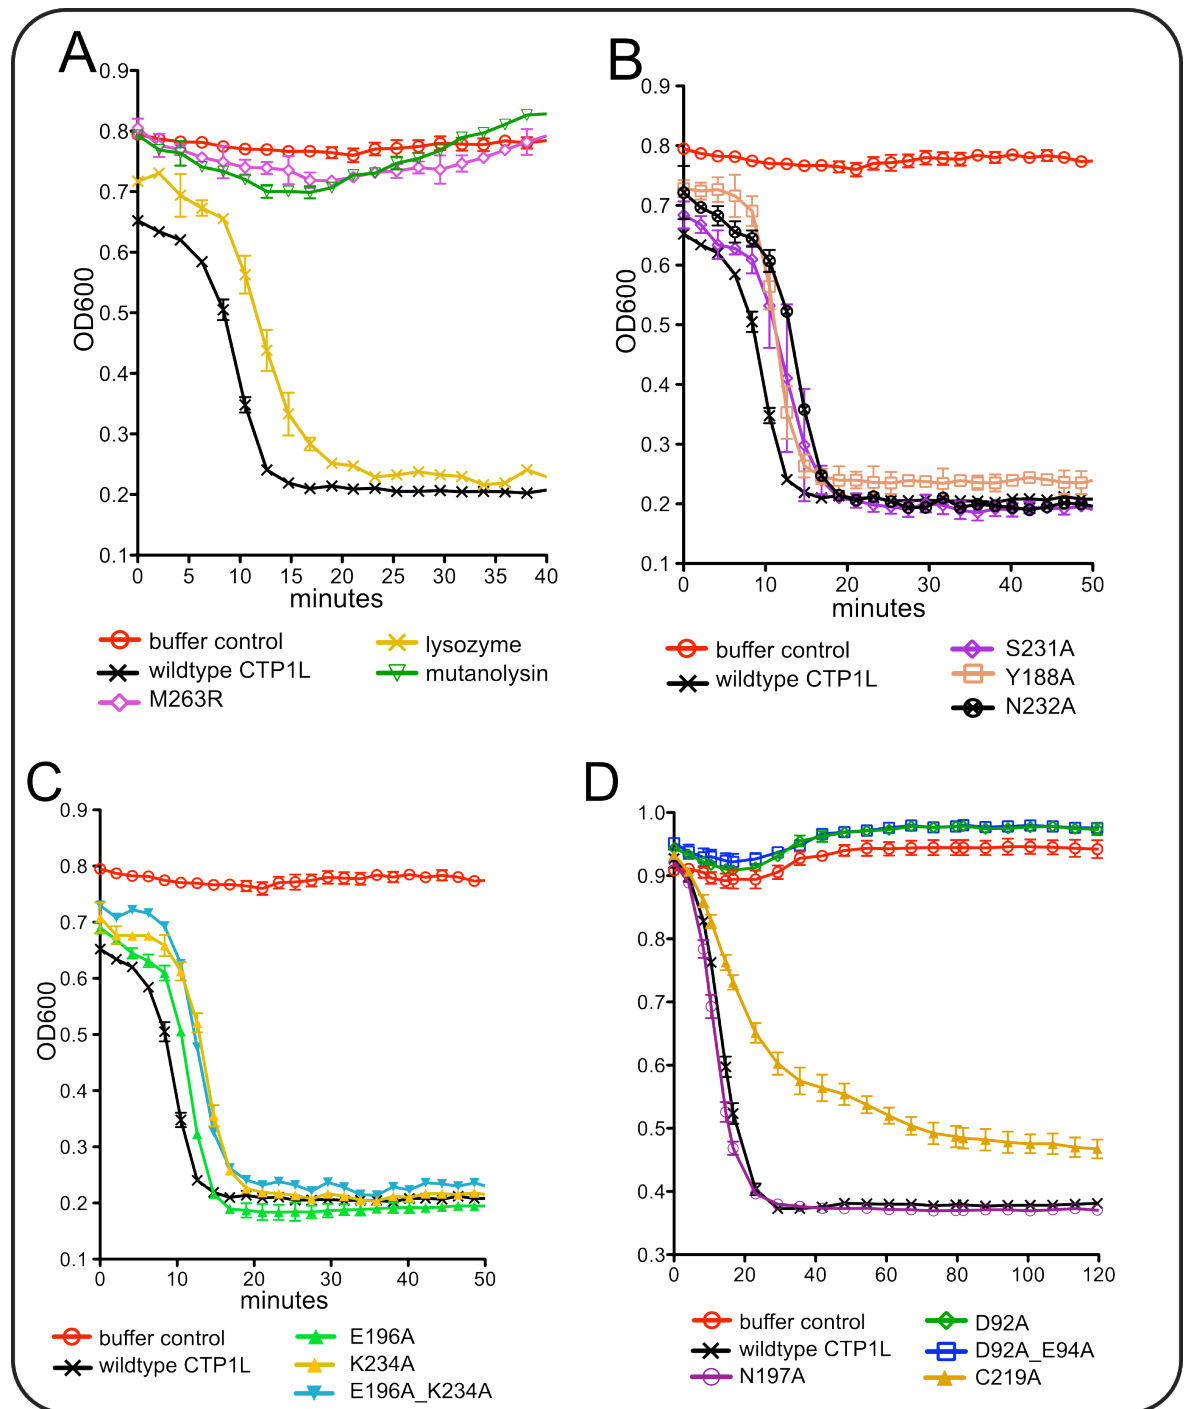 A
0.9
0.8
0.7
0.6
0.5
0.4
0.3
0.2
0.1
OD600
0 5 10 15 20 25 30 35 40
minutes
buffer control
wildtype CTP1L
M263R
lysozyme
mutanolysin
B
0.9
0.8
0.7
0.6
0.5
0.4
0.3
0.2
0.1
OD600
0 10 20 30 40 50
minutes
buffer control
wildtype CTP1L
S231A
Y188A
N232A
C
0.9
0.8
0.7
0.6
0.5
0.4
0.3
0.2
0.1
OD600
0 10 20 30 40 50
minutes
buffer control
wildtype CTP1L
E196A
K234A
E196A_K234A
D
1.0
0.9
0.8
0.7
0.6
0.5
0.4
0.3
0 20 40 60 80 100 120
buffer control
wildtype CTP1L
N197A
D92A
D92A_E94A
C219A